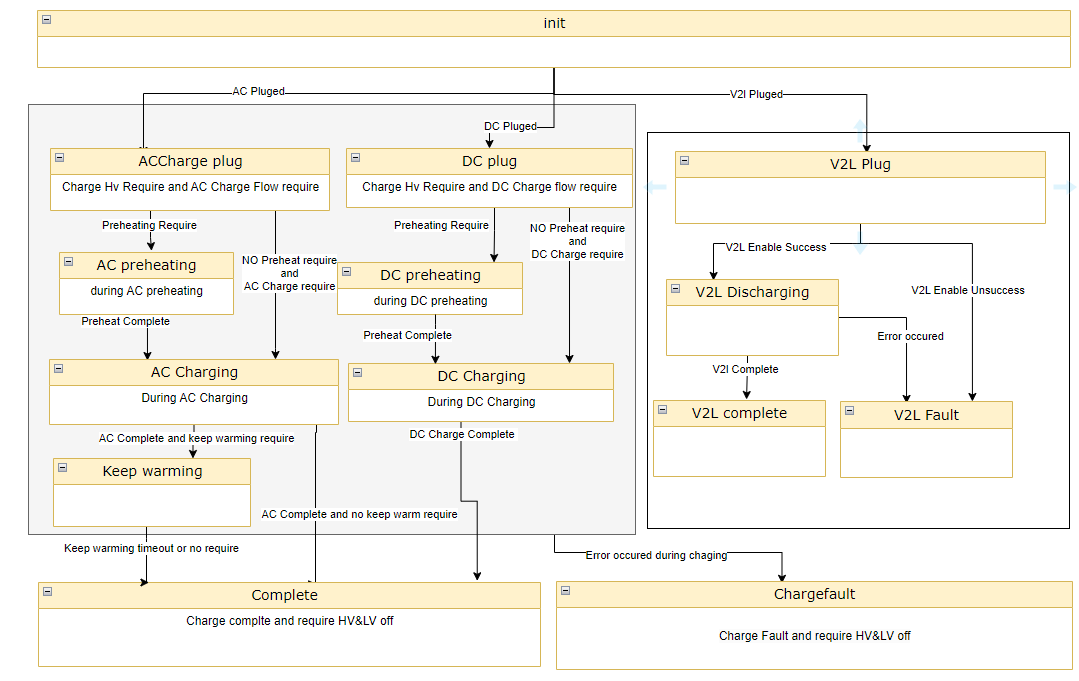 init
AC Pluged
V2l Pluged
DC Pluged
ACCharge plug
Charge Hv Require and AC Charge Flow require
DC plug
Charge Hv Require and DC Charge flow require
V2L Plug
Preheating Require
Preheating Require
NO Preheat require
and
DC Charge require
V2L Enable Success
NO Preheat require
and
AC Charge require
AC preheating
during AC preheating
DC preheating
during DC preheating
V2L Discharging
V2L Enable Unsuccess
Preheat Complete
Preheat Complete
Error occured
V2l Complete
AC Charging
During AC Charging
DC Charging
During DC Charging
V2L complete
V2L Fault
AC Complete and keep warming require
DC Charge Complete
Keep warming
AC Complete and no keep warm require
Keep warming timeout or no require
Error occured during chaging
Complete
Charge complte and require HV&LV off
Chargefault
Charge Fault and require HV&LV off